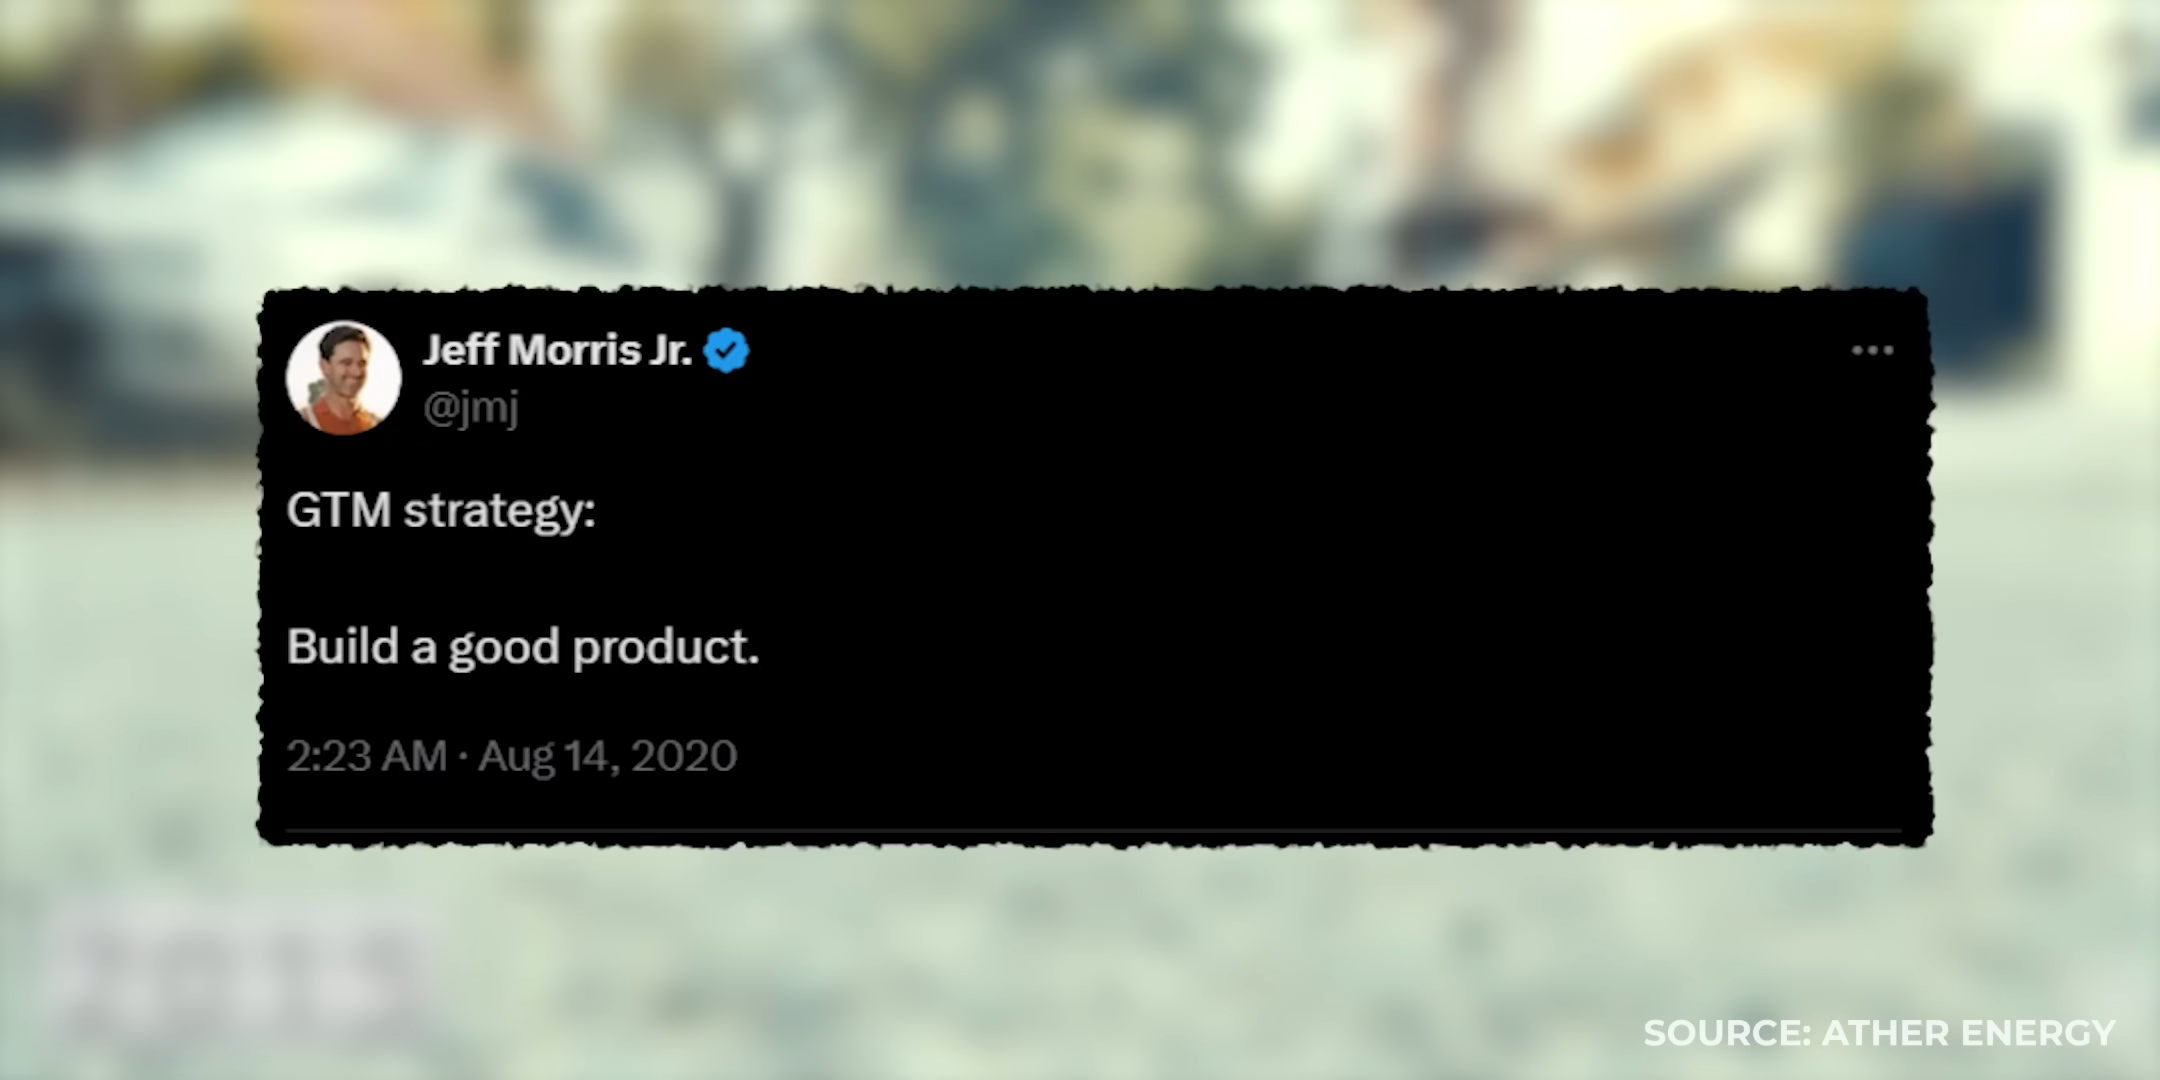 Jeff Morris Jr.
@jmj
GTM strategy:
Build a good product.
2:23 AM · Aug 14, 2020
SOURCE: ATHER ENERGY